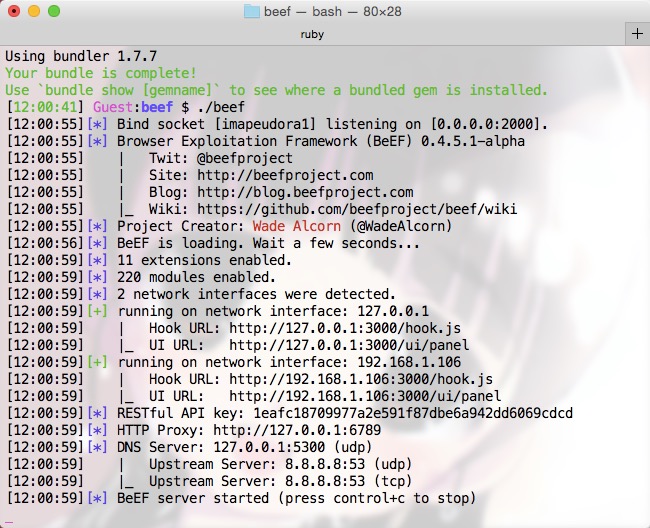 beef — bash — 80×28
ruby
+
Using bundler 1.7.7
Your bundle is complete!
Use `bundle show [gemname]` to see where a bundled gem is installed.
[12:00:41] Guest:beef $ ./beef
[12:00:55][*] Bind socket [imapeudora1] listening on [0.0.0.0:2000].
[12:00:55][*] Browser Exploitation Framework (BeEF) 0.4.5.1-alpha
[12:00:55]    |   Twit: @beefproject
[12:00:55]    |   Site: http://beefproject.com
[12:00:55]    |   Blog: http://blog.beefproject.com
[12:00:55]    |_  Wiki: https://github.com/beefproject/beef/wiki
[12:00:55][*] Project Creator: Wade Alcorn (@WadeAlcorn)
[12:00:56][*] BeEF is loading. Wait a few seconds...
[12:00:59][*] 11 extensions enabled.
[12:00:59][*] 220 modules enabled.
[12:00:59][*] 2 network interfaces were detected.
[12:00:59][+] running on network interface: 127.0.0.1
[12:00:59]    |   Hook URL: http://127.0.0.1:3000/hook.js
[12:00:59]    |_  UI URL:   http://127.0.0.1:3000/ui/panel
[12:00:59][+] running on network interface: 192.168.1.106
[12:00:59]    |   Hook URL: http://192.168.1.106:3000/hook.js
[12:00:59]    |_  UI URL:   http://192.168.1.106:3000/ui/panel
[12:00:59][*] RESTful API key: 1eafc18709977a2e591f87dbe6a942dd6069cdcd
[12:00:59][*] HTTP Proxy: http://127.0.0.1:6789
[12:00:59][*] DNS Server: 127.0.0.1:5300 (udp)
[12:00:59]    |   Upstream Server: 8.8.8.8:53 (udp)
[12:00:59]    |_  Upstream Server: 8.8.8.8:53 (tcp)
[12:00:59][*] BeEF server started (press control+c to stop)